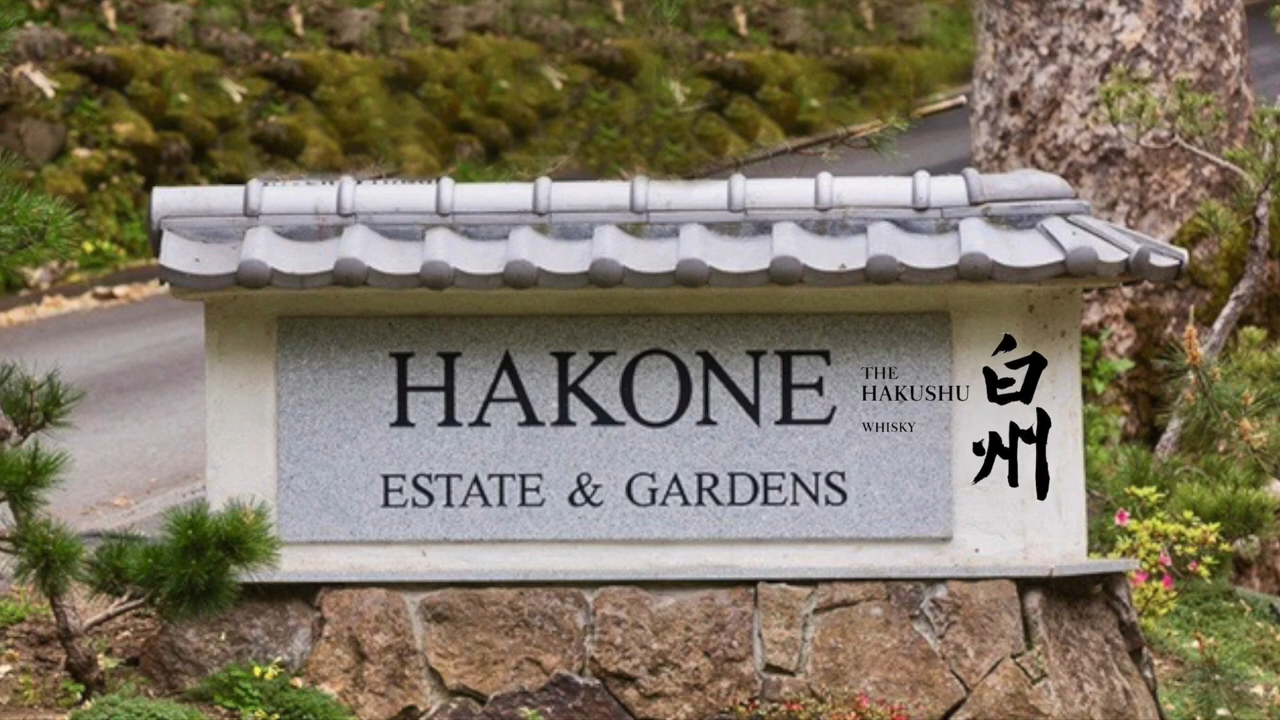 HAKONE
ESTATE & GARDENS
THE
HAKUSHU
WHISKY
白州